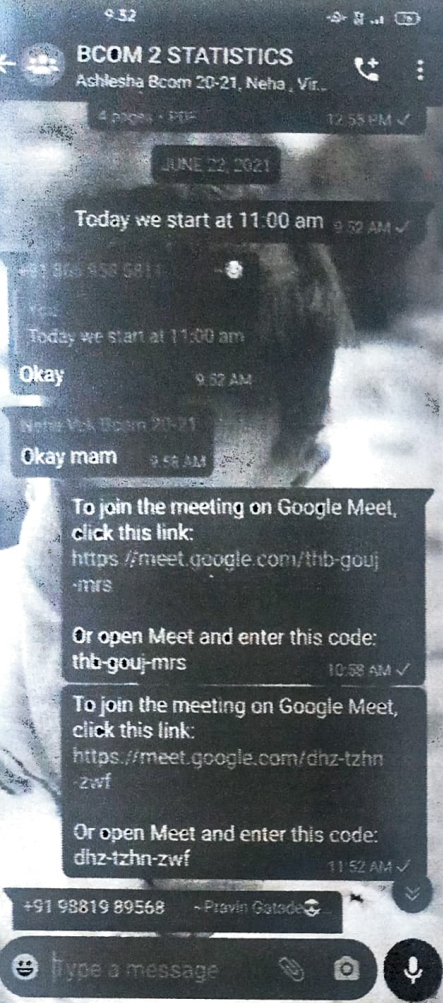 9.32
BCOM 2 STATISTICS
Ashlesha Bcom 20-21, Neha , Vir...
4 pages • PDF
12:55 PM
JUNE 22, 2021
Today we start at 11:00 am 9:52 AM
You
Today we start at 11:00 am
Okay 9:52 AM
Neha Vck Bcom 20-21
Okay mam 9:58 AM
To join the meeting on Google Meet,
click this link:
https://meet.google.com/thb-gouj
-mrs
Or open Meet and enter this code:
thb-gouj-mrs 10:58 AM
To join the meeting on Google Meet,
click this link:
https://meet.google.com/dhz-tzhn
-zwf
Or open Meet and enter this code:
dhz-tzhn-zwf 11:52 AM
+91 98819 89568 ~Pravin Gatade
Type a message